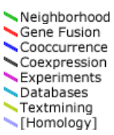 Neighborhood
Gene Fusion
Cooccurrence
Coexpression
Experiments
Databases
Textmining
[Homology]